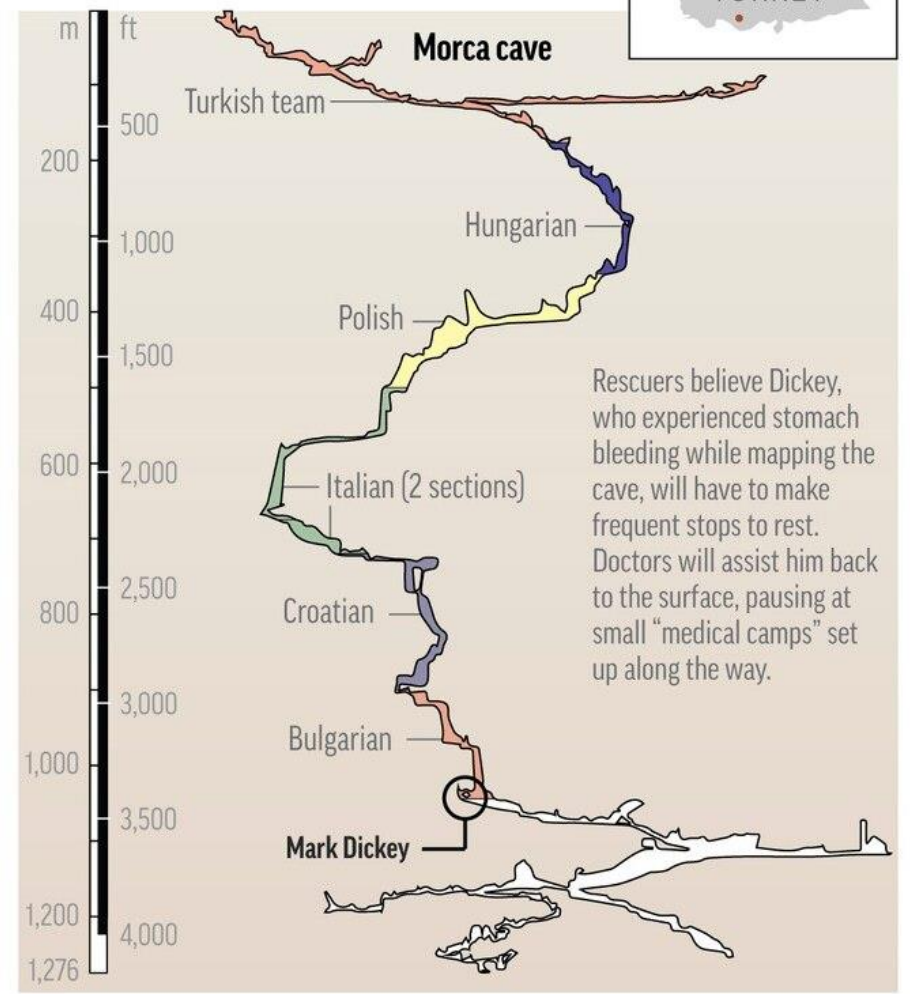 TURKEY
m ft
Morca cave
Turkish team
500
200
Hungarian
1,000
400
Polish
1,500
Rescuers believe Dickey,
who experienced stomach
bleeding while mapping the
cave, will have to make
frequent stops to rest.
Doctors will assist him back
to the surface, pausing at
small “medical camps” set
up along the way.
600
2,000
Italian (2 sections)
2,500
800
Croatian
3,000
Bulgarian
1,000
3,500
Mark Dickey
1,200
4,000
1,276